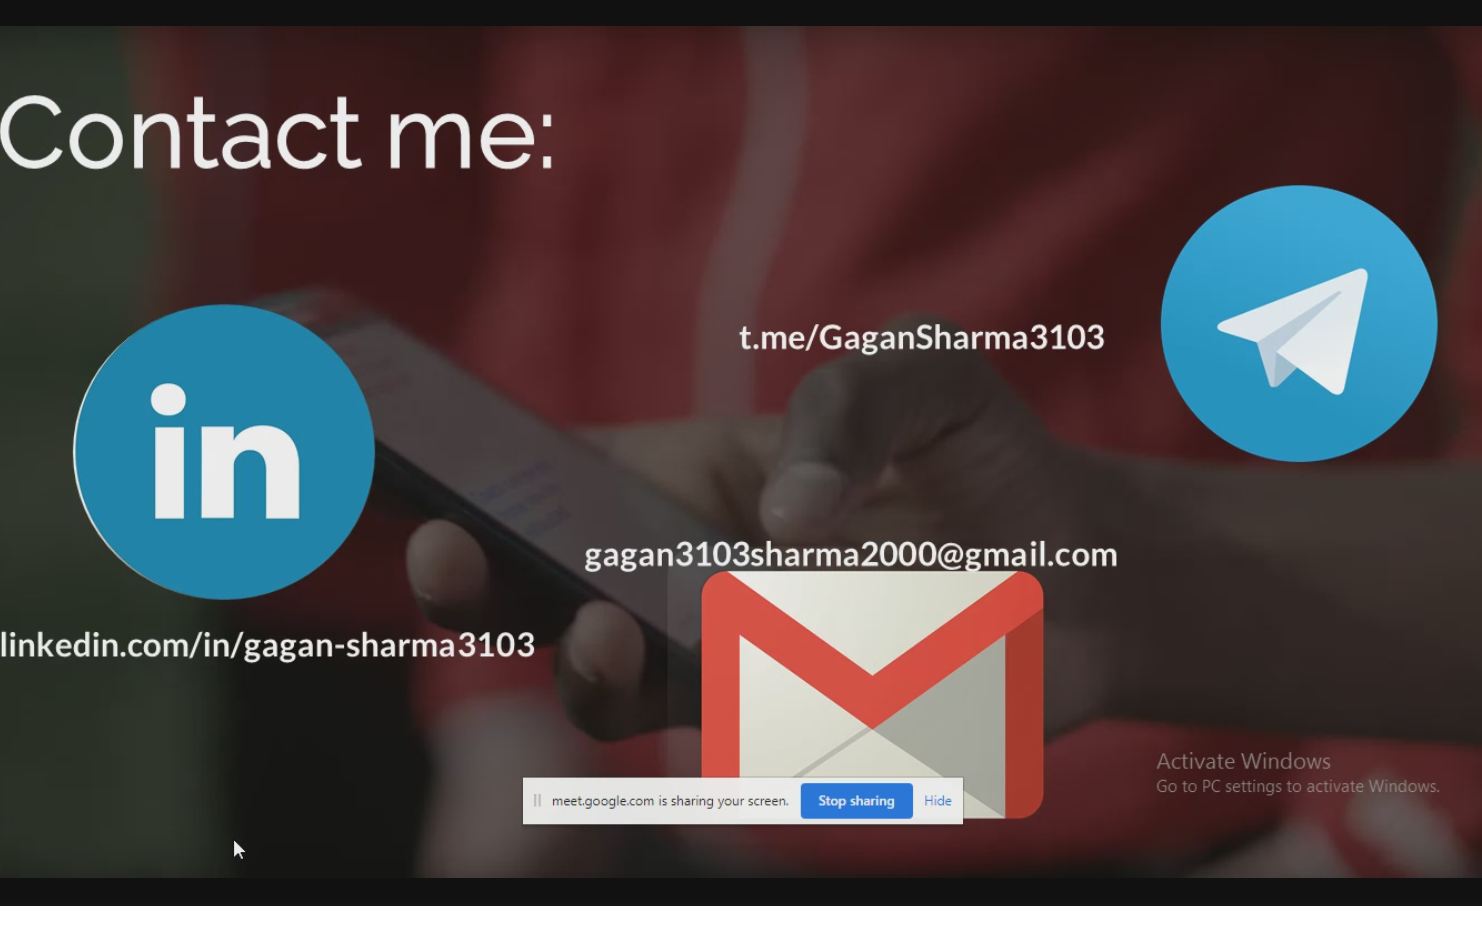 Contact me:
t.me/GaganSharma3103
in
gagan3103sharma2000@gmail.com
linkedin.com/in/gagan-sharma3103
Activate Windows
Go to PC settings to activate Windows.
meet.google.com is sharing your screen. Stop sharing Hide